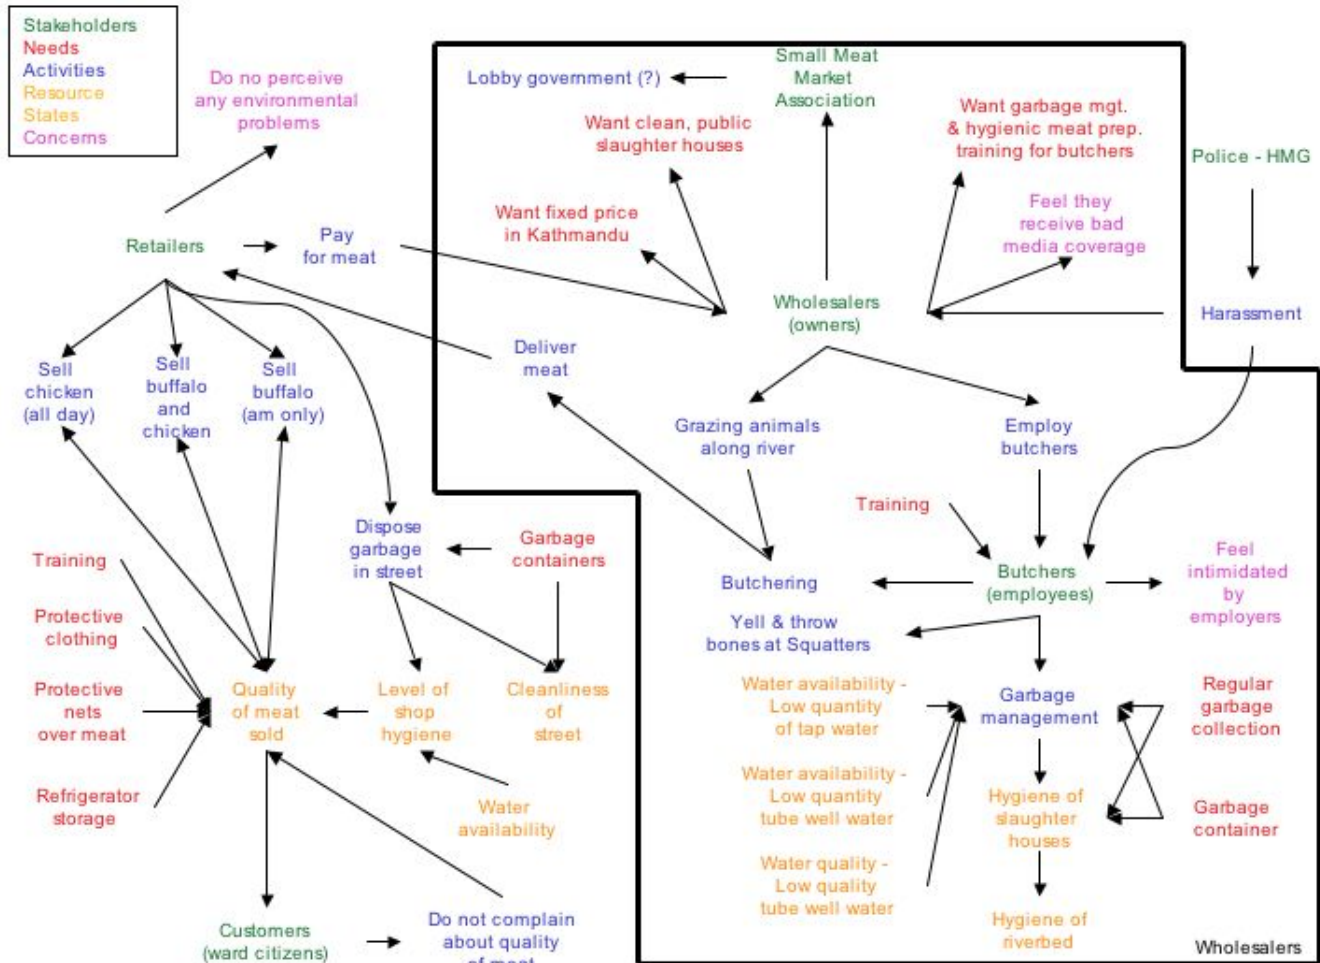 Stakeholders
Needs
Activities
Resource
States
Concerns
Do no perceive
any environmental
problems
Lobby government (?)
Small Meat
Market
Association
Want clean, public
slaughter houses
Want garbage mgt.
& hygienic meat prep.
training for butchers
Police - HMG
Want fixed price
in Kathmandu
Feel they
receive bad
media coverage
Retailers
Pay
for meat
Wholesalers
(owners)
Harassment
Deliver
meat
Sell
chicken
(all day)
Sell
buffalo
and
chicken
Sell
buffalo
(am only)
Grazing animals
along river
Employ
butchers
Training
Dispose
garbage
in street
Garbage
containers
Butchering
Butchers
(employees)
Feel
intimidated
by
employers
Yell & throw
bones at Squatters
Training
Protective
clothing
Protective
nets
over meat
Refrigerator
storage
Quality
of meat
sold
Level of
shop
hygiene
Cleanliness
of
street
Water
availability
Water availability -
Low quantity
of tap water
Water availability -
Low quantity
tube well water
Water quality -
Low quality
tube well water
Garbage
management
Regular
garbage
collection
Hygiene of
slaughter
houses
Garbage
container
Hygiene of
riverbed
Customers
(ward citizens)
Do not complain
about quality
of meat
Wholesalers